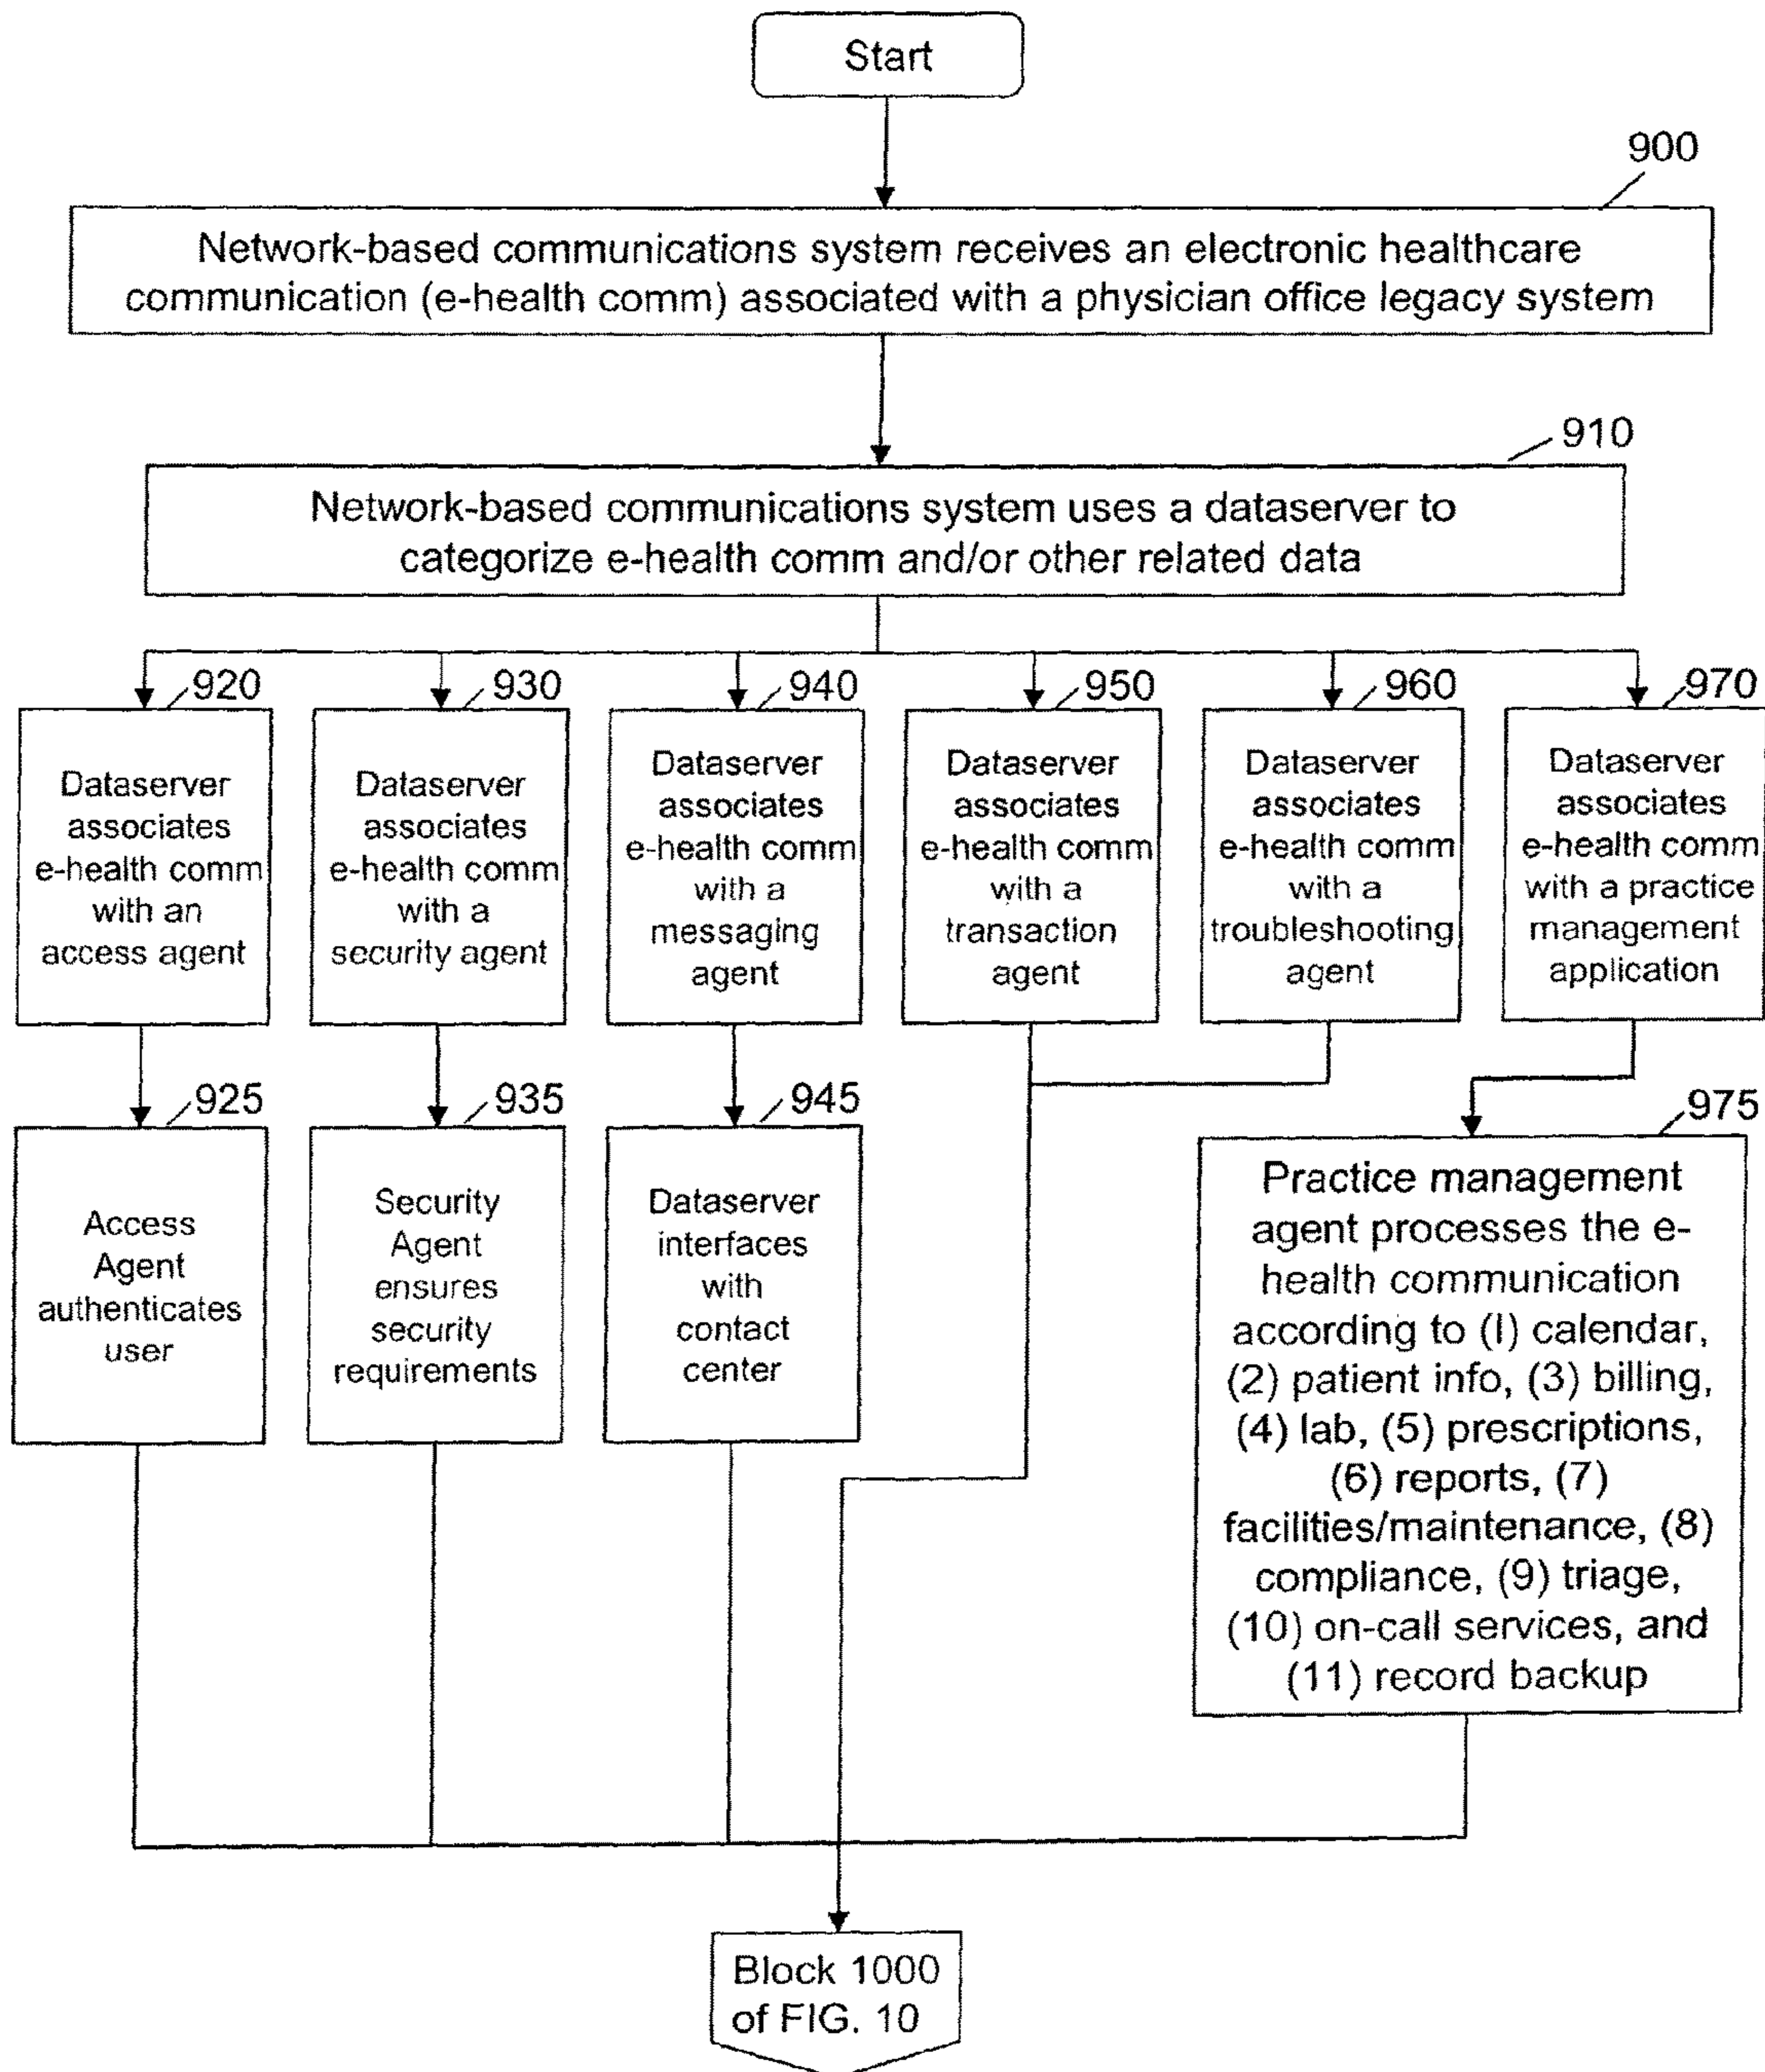 Start
900
Network-based communications system receives an electronic healthcare
communication (e-health comm) associated with a physician office legacy system
910
Network-based communications system uses a dataserver to
categorize e-health comm and/or other related data
920
Dataserver
associates
e-health comm
with an
access agent
930
Dataserver
associates
e-health comm
with a
security agent
940
Dataserver
associates
e-health comm
with a
messaging
agent
950
Dataserver
associates
e-health comm
with a
transaction
agent
960
Dataserver
associates
e-health comm
with a
troubleshooting
agent
970
Dataserver
associates
e-health comm
with a practice
management
application
925
Access
Agent
authenticates
user
935
Security
Agent
ensures
security
requirements
945
Dataserver
interfaces
with
contact
center
975
Practice management
agent processes the e-
health communication
according to (I) calendar,
(2) patient info, (3) billing,
(4) lab, (5) prescriptions,
(6) reports, (7)
facilities/maintenance, (8)
compliance, (9) triage,
(10) on-call services, and
(11) record backup
Block 1000
of FIG. 10